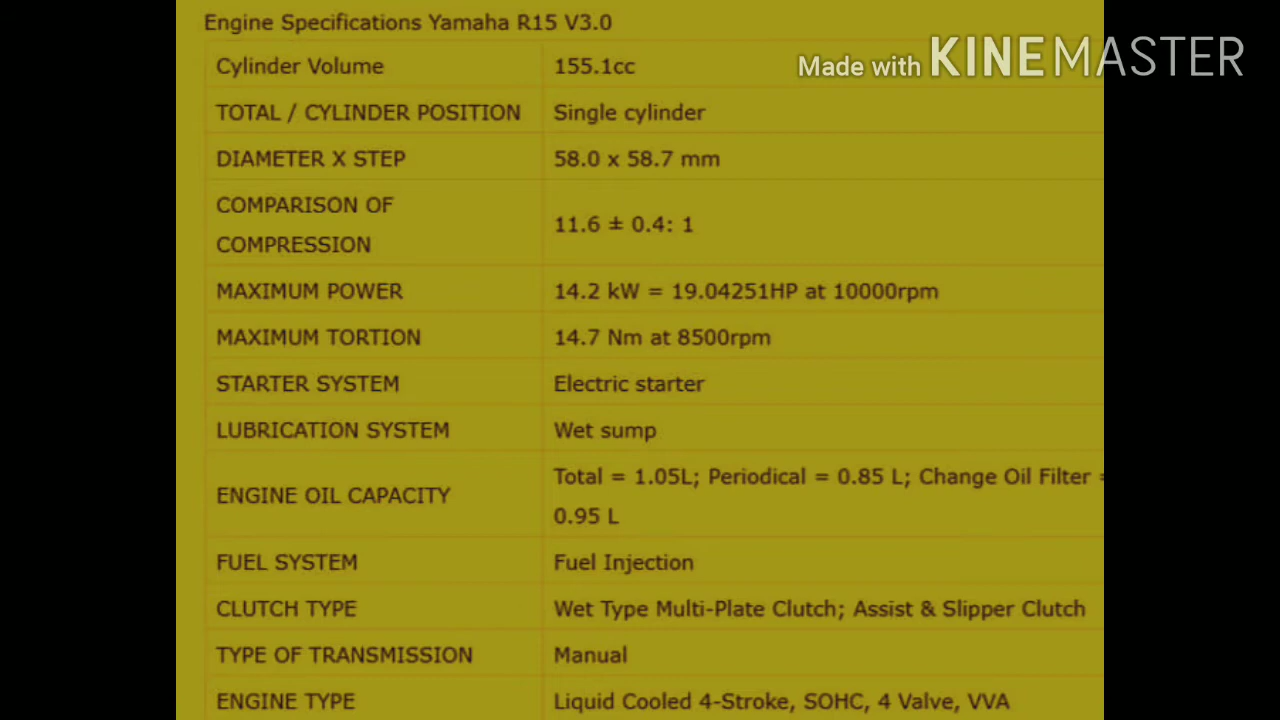 Engine Specifications Yamaha R15 V3.0
Made with KINEMASTER
Cylinder Volume 155.1cc
TOTAL / CYLINDER POSITION Single cylinder
DIAMETER X STEP 58.0 x 58.7 mm
COMPARISON OF
COMPRESSION
11.6 ± 0.4: 1
MAXIMUM POWER 14.2 kW = 19.04251HP at 10000rpm
MAXIMUM TORTION 14.7 Nm at 8500rpm
STARTER SYSTEM Electric starter
LUBRICATION SYSTEM Wet sump
ENGINE OIL CAPACITY
Total = 1.05L; Periodical = 0.85 L; Change Oil Filter =
0.95 L
FUEL SYSTEM Fuel Injection
CLUTCH TYPE Wet Type Multi-Plate Clutch; Assist & Slipper Clutch
TYPE OF TRANSMISSION Manual
ENGINE TYPE Liquid Cooled 4-Stroke, SOHC, 4 Valve, VVA